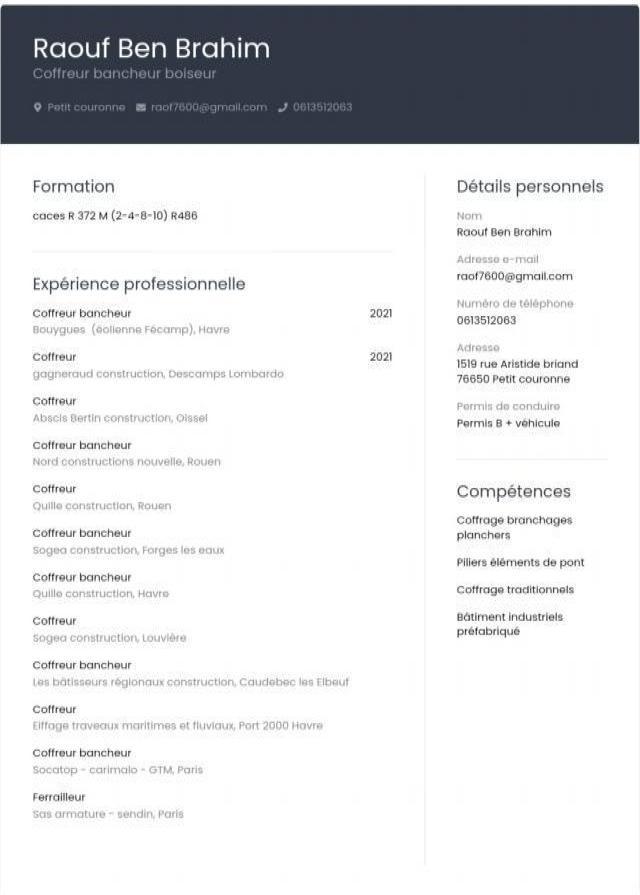 Raouf Ben Brahim
Coffreur bancheur boiseur
Petit couronne raof7600@gmail.com 0613512063
Formation
caces R 372 M (2-4-8-10) R486
Expérience professionnelle
Coffreur bancheur 2021
Bouygues (éolienne Fécamp), Havre
Coffreur 2021
gagneraud construction, Descamps Lombardo
Coffreur
Abscis Bertin construction, Oissel
Coffreur bancheur
Nord constructions nouvelle, Rouen
Coffreur
Quille construction, Rouen
Coffreur bancheur
Sogea construction, Forges les eaux
Coffreur bancheur
Quille construction, Havre
Coffreur
Sogea construction, Louvière
Coffreur bancheur
Les bâtisseurs régionaux construction, Caudebec les Elbeuf
Coffreur
Eiffage traveaux maritimes et fluviaux, Port 2000 Havre
Coffreur bancheur
Socatop - carimalo - GTM, Paris
Ferrailleur
Sas armature - sendin, Paris
Détails personnels
Nom
Raouf Ben Brahim
Adresse e-mail
raof7600@gmail.com
Numéro de téléphone
0613512063
Adresse
1519 rue Aristide briand
76650 Petit couronne
Permis de conduire
Permis B + véhicule
Compétences
Coffrage branchages
planchers
Piliers éléments de pont
Coffrage traditionnels
Bâtiment industriels
préfabriqué